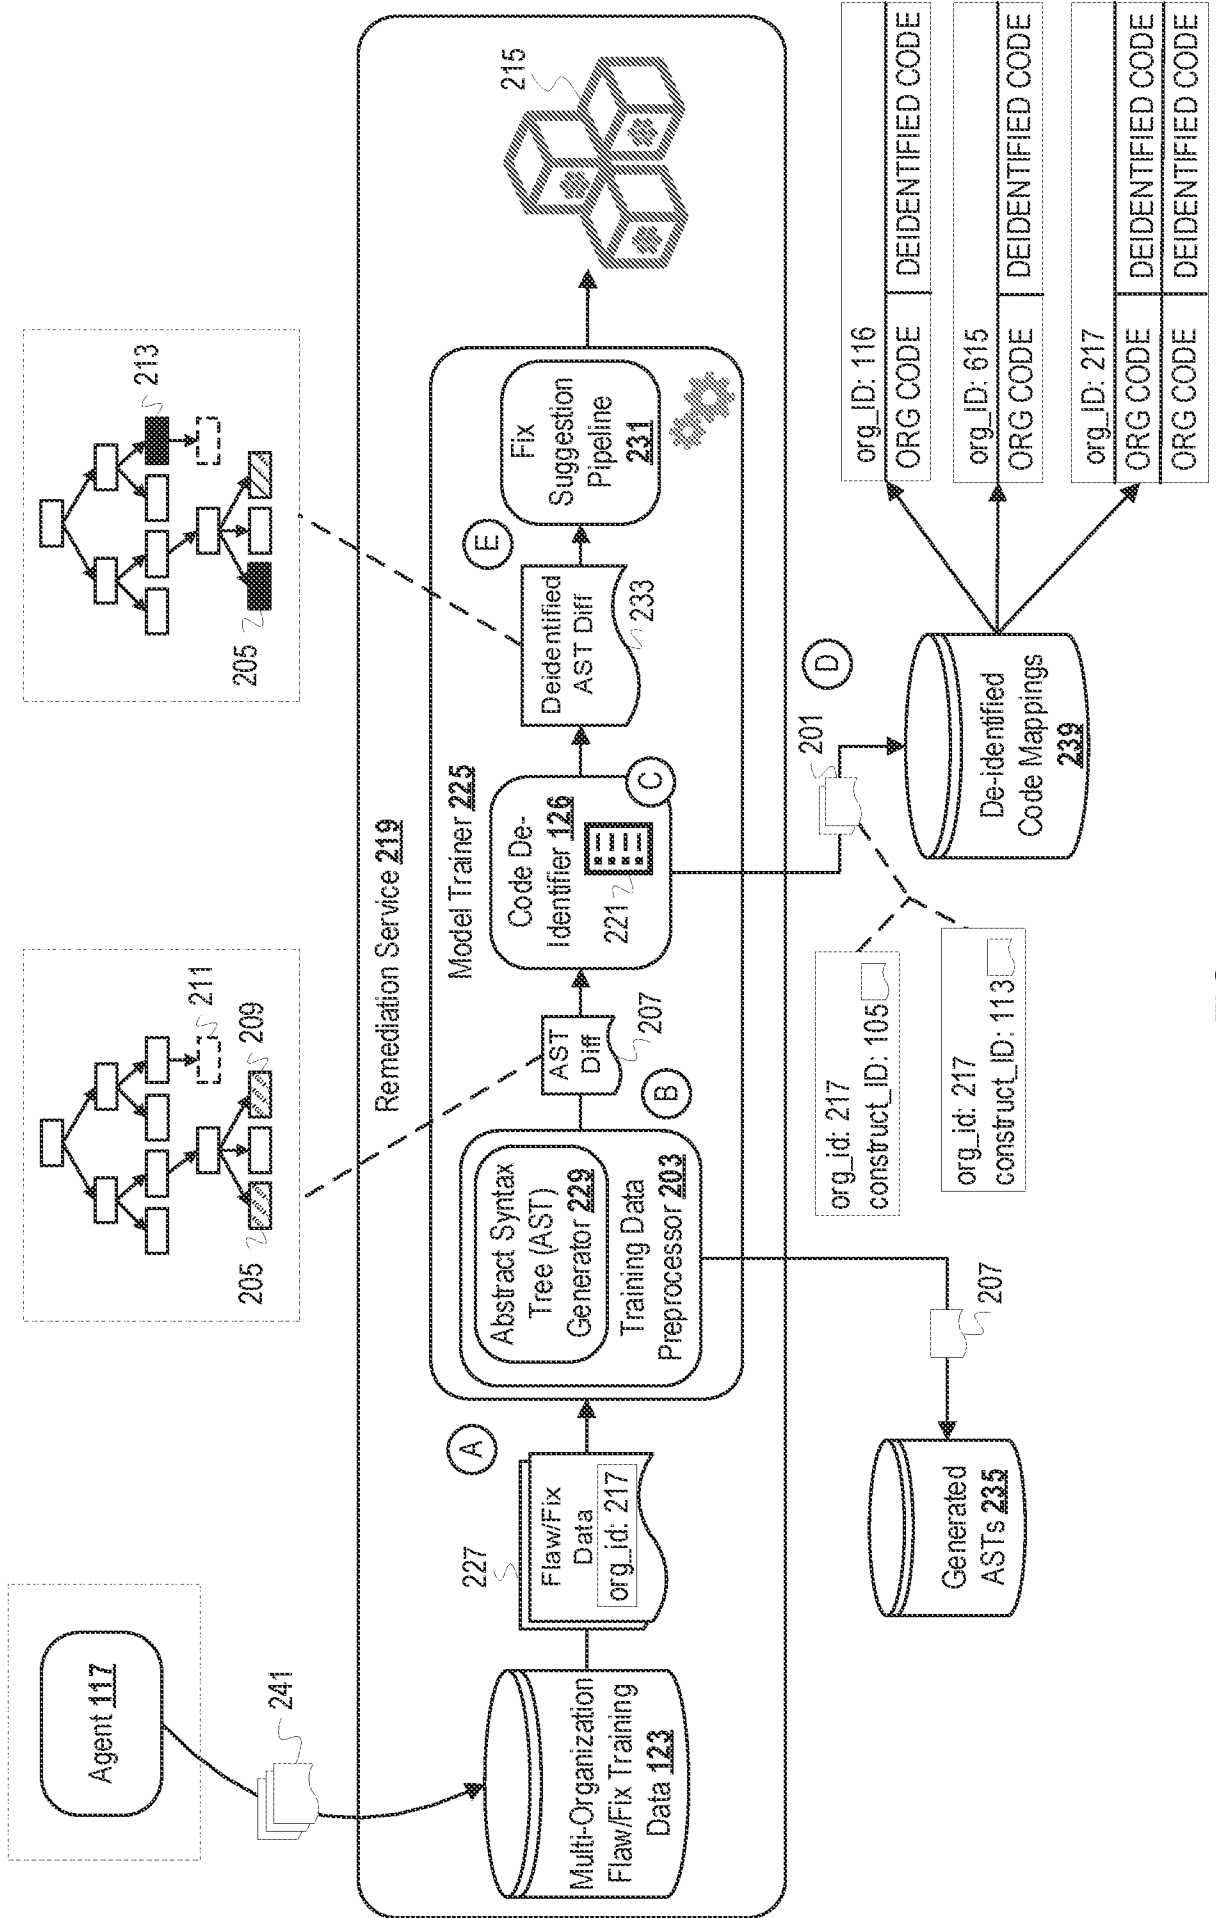 Agent 117
241
205
209
211
205
213
Remediation Service 219
Model Trainer 225
Multi-Organization
Flaw/Fix Training
Data 123
227
Flaw/Fix
Data
org_id: 217
A
Abstract Syntax
Tree (AST)
Generator 229
Training Data
Preprocessor 203
B
AST
Diff
207
Code De-
Identifier 126
221
C
Deidentified
AST Diff
233
E
Fix
Suggestion
Pipeline
231
215
Generated
ASTs 235
207
org_id: 217
construct_ID: 105
org_id: 217
construct_ID: 113
201
D
De-identified
Code Mappings
239
org_ID: 116
ORG CODE DEIDENTIFIED CODE
org_ID: 615
ORG CODE DEIDENTIFIED CODE
org_ID: 217
ORG CODE DEIDENTIFIED CODE
ORG CODE DEIDENTIFIED CODE